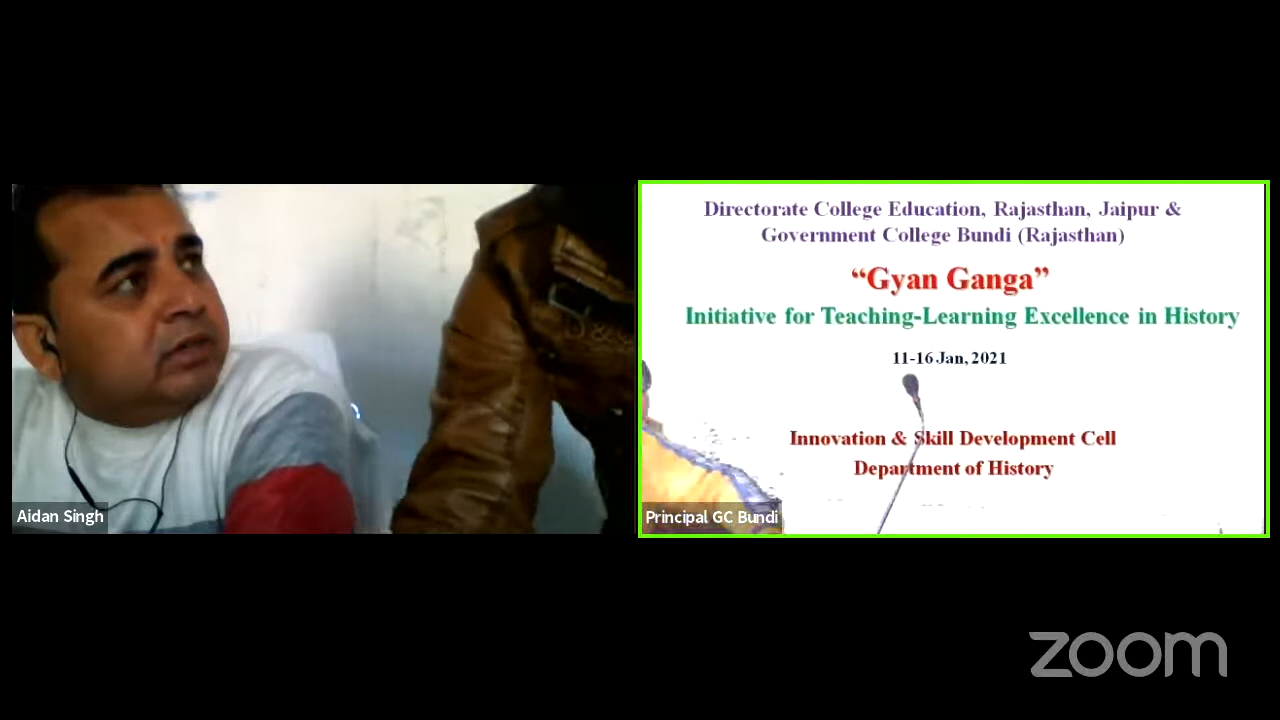 Directorate College Education, Rajasthan, Jaipur &
Government College Bundi (Rajasthan)
“Gyan Ganga”
Initiative for Teaching-Learning Excellence in History
11-16 Jan, 2021
Innovation & Skill Development Cell
Department of History
Aidan Singh
Principal GC Bundi
zoom